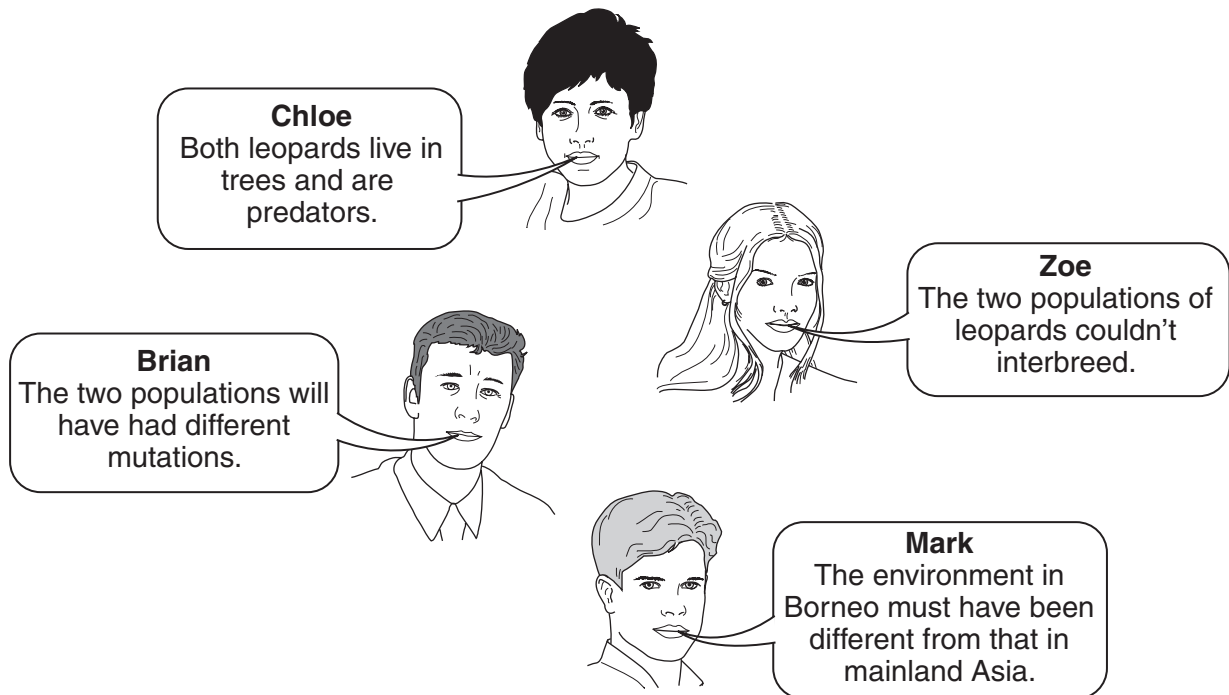 Chloe
Both leopards live in
trees and are
predators.
Zoe
The two populations of
leopards couldn't
interbreed.
Brian
The two populations will
have had different
mutations.
Mark
The environment in
Borneo must have been
different from that in
mainland Asia.